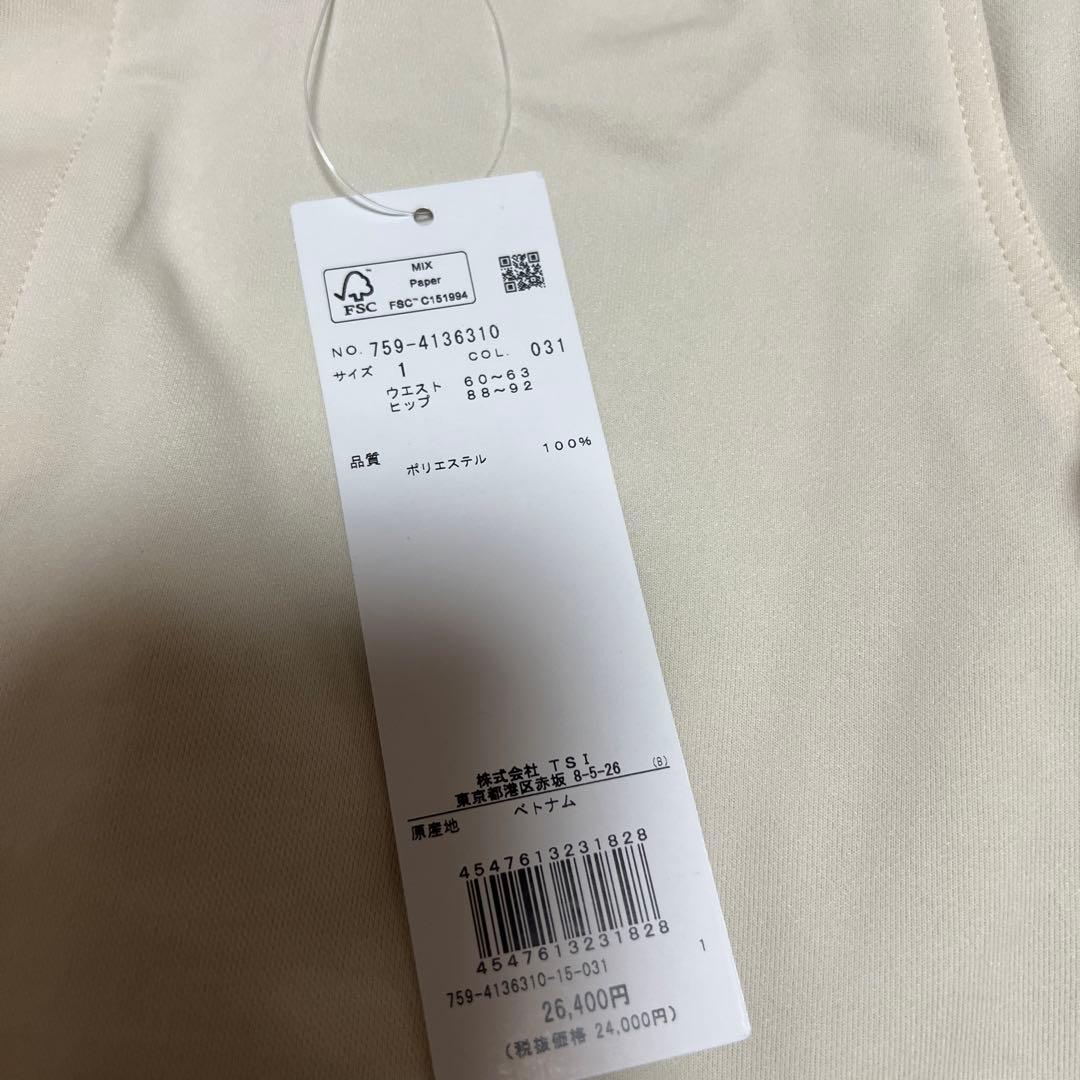 MIX
Paper
FSC™ C151994
FSC™
NO. 759-4136310
COL. 031
サイズ 1
ウエスト 60～63
ヒップ 88～92
品質 ポリエステル 100%
株式会社 TSI
東京都港区赤坂 8-5-26 (B)
原産地 ベトナム
4547613231828
4547613231828
759-4136310-15-031 1
26,400円
(税抜価格 24,000円)